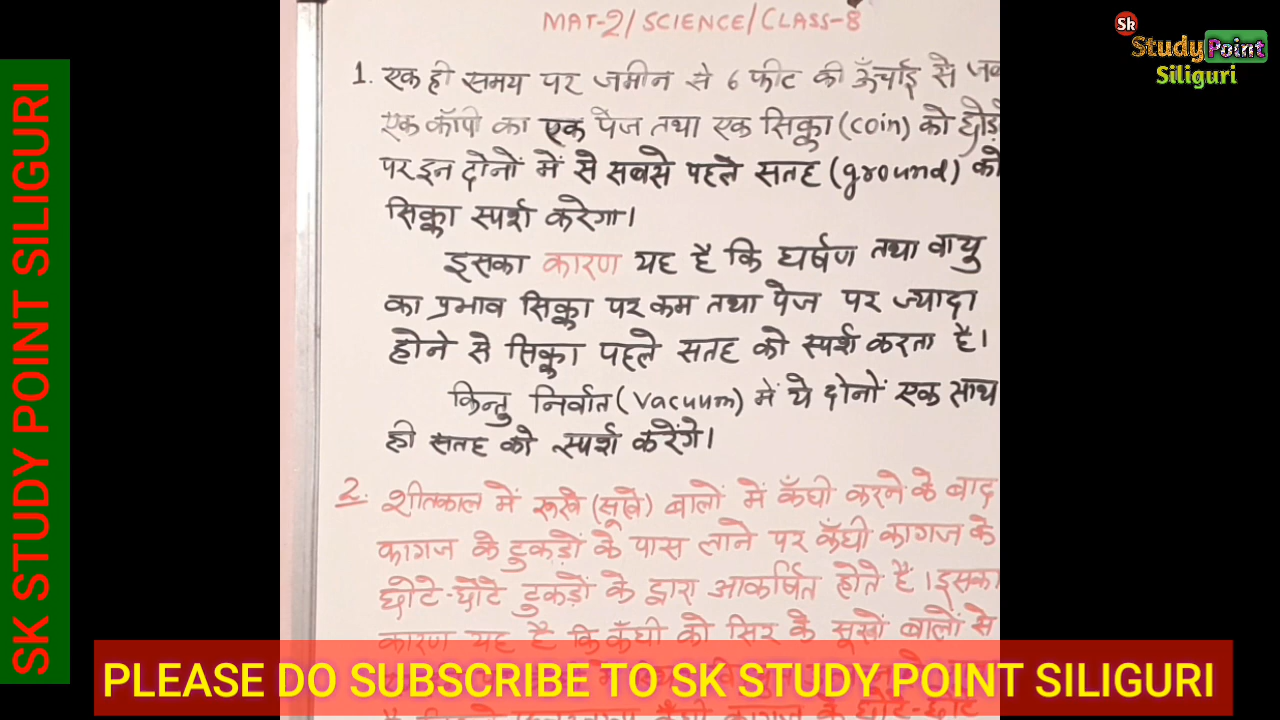 MAT-2/SCIENCE/CLASS-8
Sk
Study Point
Siliguri
SK STUDY POINT SILIGURI
1. एक ही समय पर जमीन से 6 फीट की ऊँचाई से जब
एक कॉपी का एक पेज तथा एक सिक्का (coin) को छोड़
पर इन दोनों में से सबसे पहले सतह (ground) को
सिक्का स्पर्श करेगा।
इसका कारण यह है कि घर्षण तथा वायु
का प्रभाव सिक्का पर कम तथा पेज पर ज्यादा
होने से सिक्का पहले सतह को स्पर्श करता है।
किन्तु निर्वात (vacuum) में ये दोनों एक साथ
ही सतह को स्पर्श करेंगे।
2. शीतकाल में रूखे (सूखे) बालों में कँघी करने के बाद
कागज के टुकड़ों के पास लाने पर कँघी कागज के
छोटे-छोटे टुकड़ों के द्वारा आकर्षित होते हैं। इसका
कारण यह है कि कँघी को सिर के सूखों बालों से
PLEASE DO SUBSCRIBE TO SK STUDY POINT SILIGURI